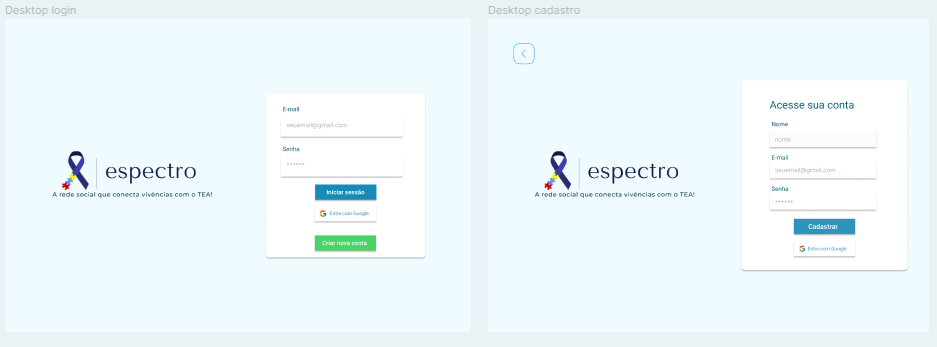 Desktop login
E-mail
seuemail@gmail.com
Senha
******
espectro
A rede social que conecta vivências com o TEA!
Iniciar sessão
Entre com Google
Criar nova conta
Desktop cadastro
Acesse sua conta
Nome
nome
E-mail
seuemail@gmail.com
Senha
******
espectro
A rede social que conecta vivências com o TEA!
Cadastrar
Entre com Google